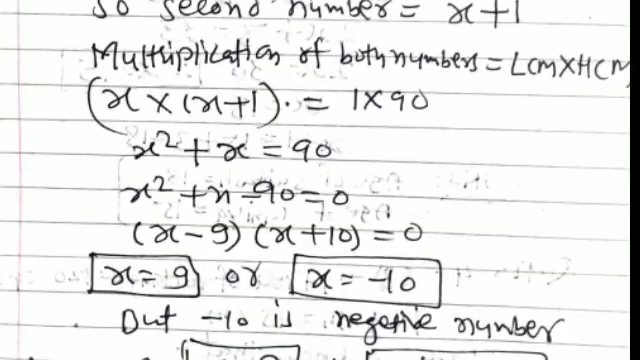 so second number = x+1
Multiplication of both numbers = LCM X HCM
(x × (x+1). = 1 × 90
x² + x = 90
x² + x - 90 = 0
(x - 9) (x + 10) = 0
x = 9 or x = -10
But -10 is negetive number